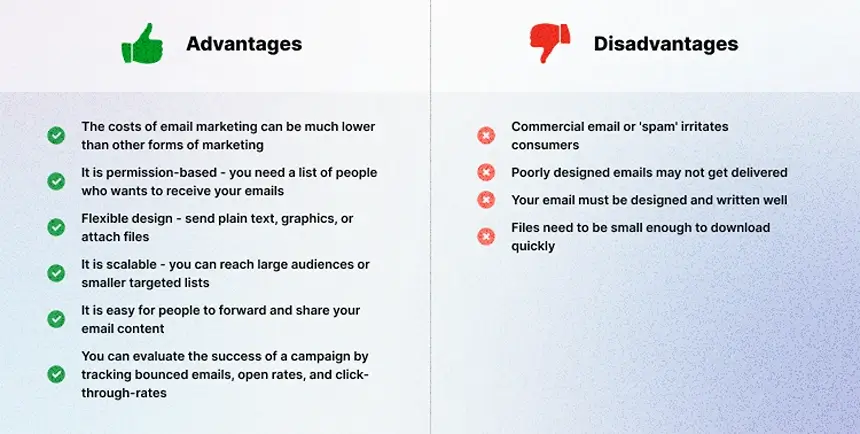 Advantages
The costs of email marketing can be much lower
than other forms of marketing
It is permission-based - you need a list of people
who wants to receive your emails
Flexible design - send plain text, graphics, or
attach files
It is scalable - you can reach large audiences or
smaller targeted lists
It is easy for people to forward and share your
email content
You can evaluate the success of a campaign by
tracking bounced emails, open rates, and click-
through-rates
Disadvantages
Commercial email or 'spam' irritates
consumers
Poorly designed emails may not get delivered
Your email must be designed and written well
Files need to be small enough to download
quickly